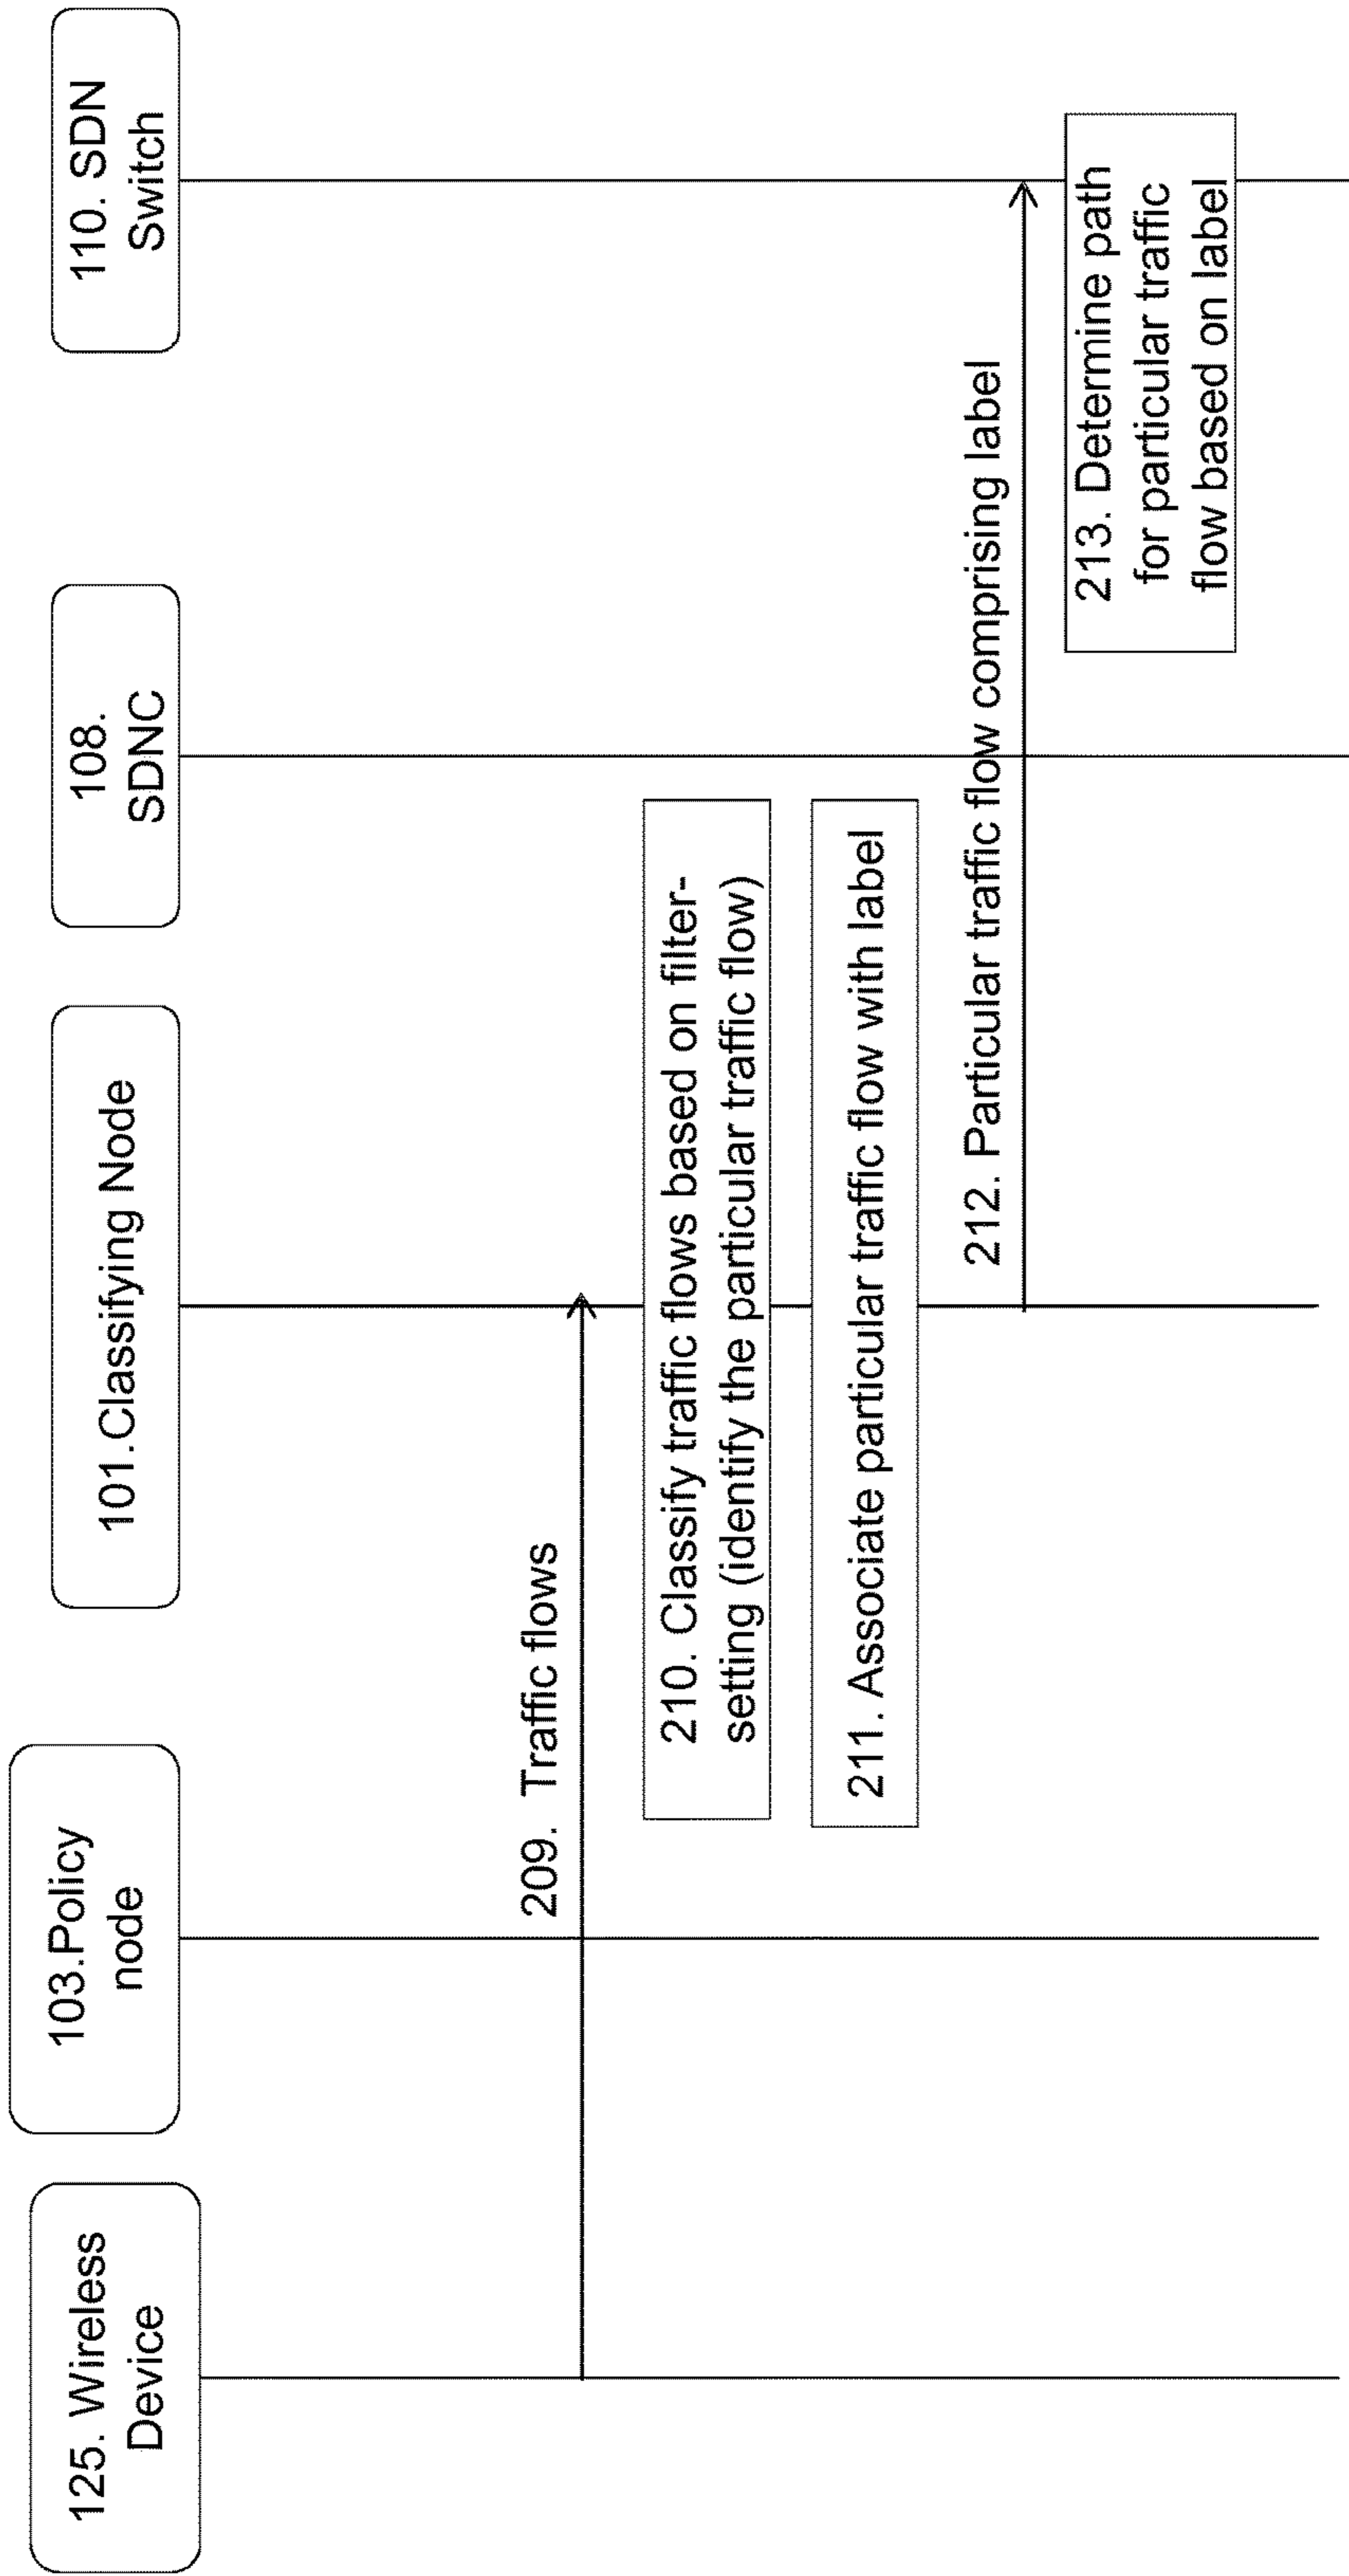 125. Wireless
Device
103.Policy
node
101.Classifying Node
108.
SDNC
110. SDN
Switch
209. Traffic flows
210. Classify traffic flows based on filter-
setting (identify the particular traffic flow)
211. Associate particular traffic flow with label
212. Particular traffic flow comprising label
213. Determine path
for particular traffic
flow based on label